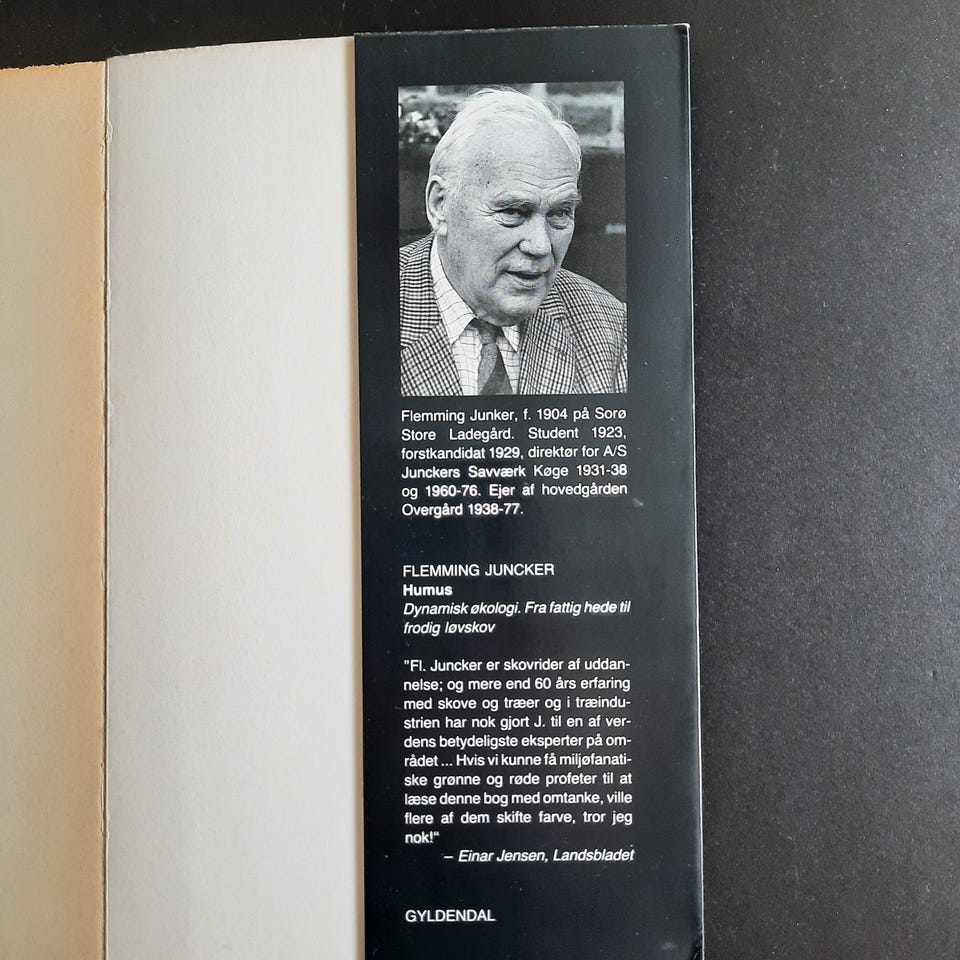 Flemming Junker, f. 1904 på Sorø
Store Ladegård. Student 1923,
forstkandidat 1929, direktør for A/S
Junckers Savværk Køge 1931-38
og 1960-76. Ejer af hovedgården
Overgård 1938-77.
FLEMMING JUNCKER
Humus
Dynamisk økologi. Fra fattig hede til
frodig løvskov
"Fl. Juncker er skovrider af uddan-
nelse; og mere end 60 års erfaring
med skove og træer og i træindu-
strien har nok gjort J. til en af ver-
dens betydeligste eksperter på om-
rådet ... Hvis vi kunne få miljøfanati-
ske grønne og røde profeter til at
læse denne bog med omtanke, ville
flere af dem skifte farve, tror jeg
nok!"
– Einar Jensen, Landsbladet
GYLDENDAL